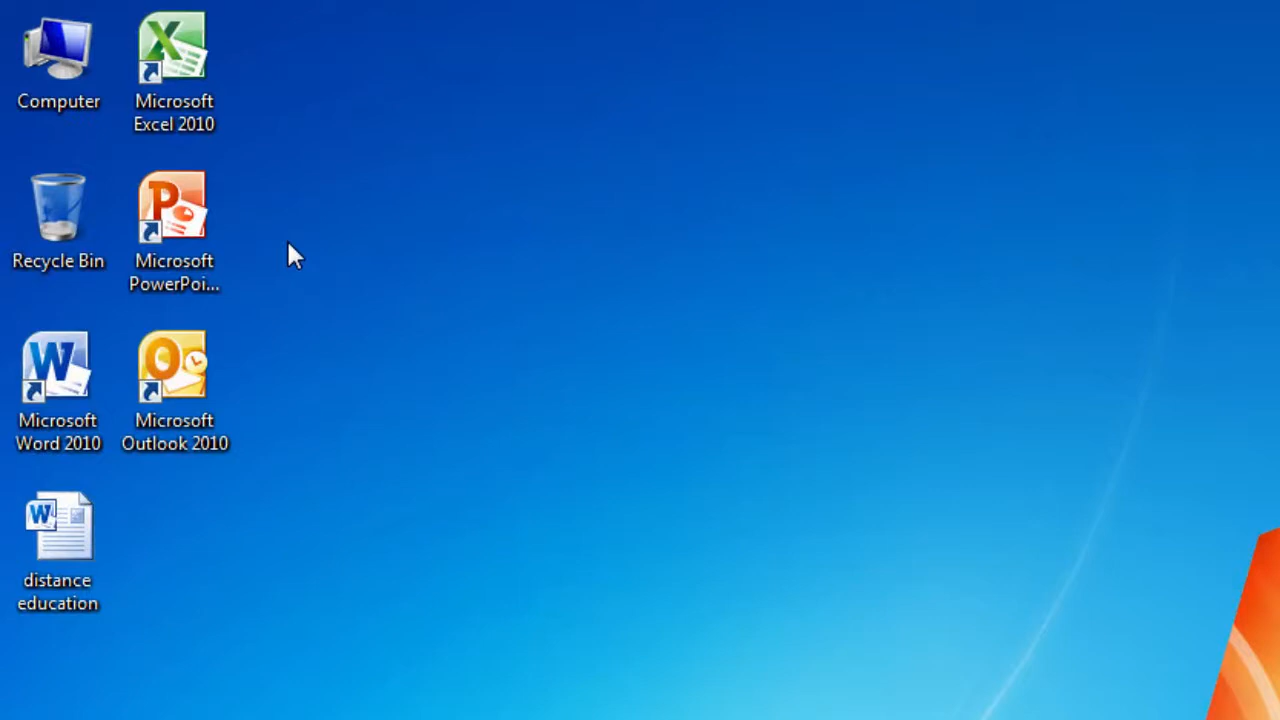 Computer
Microsoft
Excel 2010
Recycle Bin
Microsoft
PowerPoi...
Microsoft
Word 2010
Microsoft
Outlook 2010
distance
education